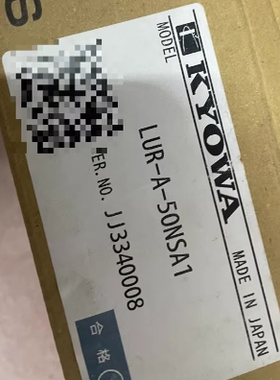 KYOWA
MADE IN JAPAN
MODEL
LUR-A-50NSA1
ER.NO. JJ3340008
合格